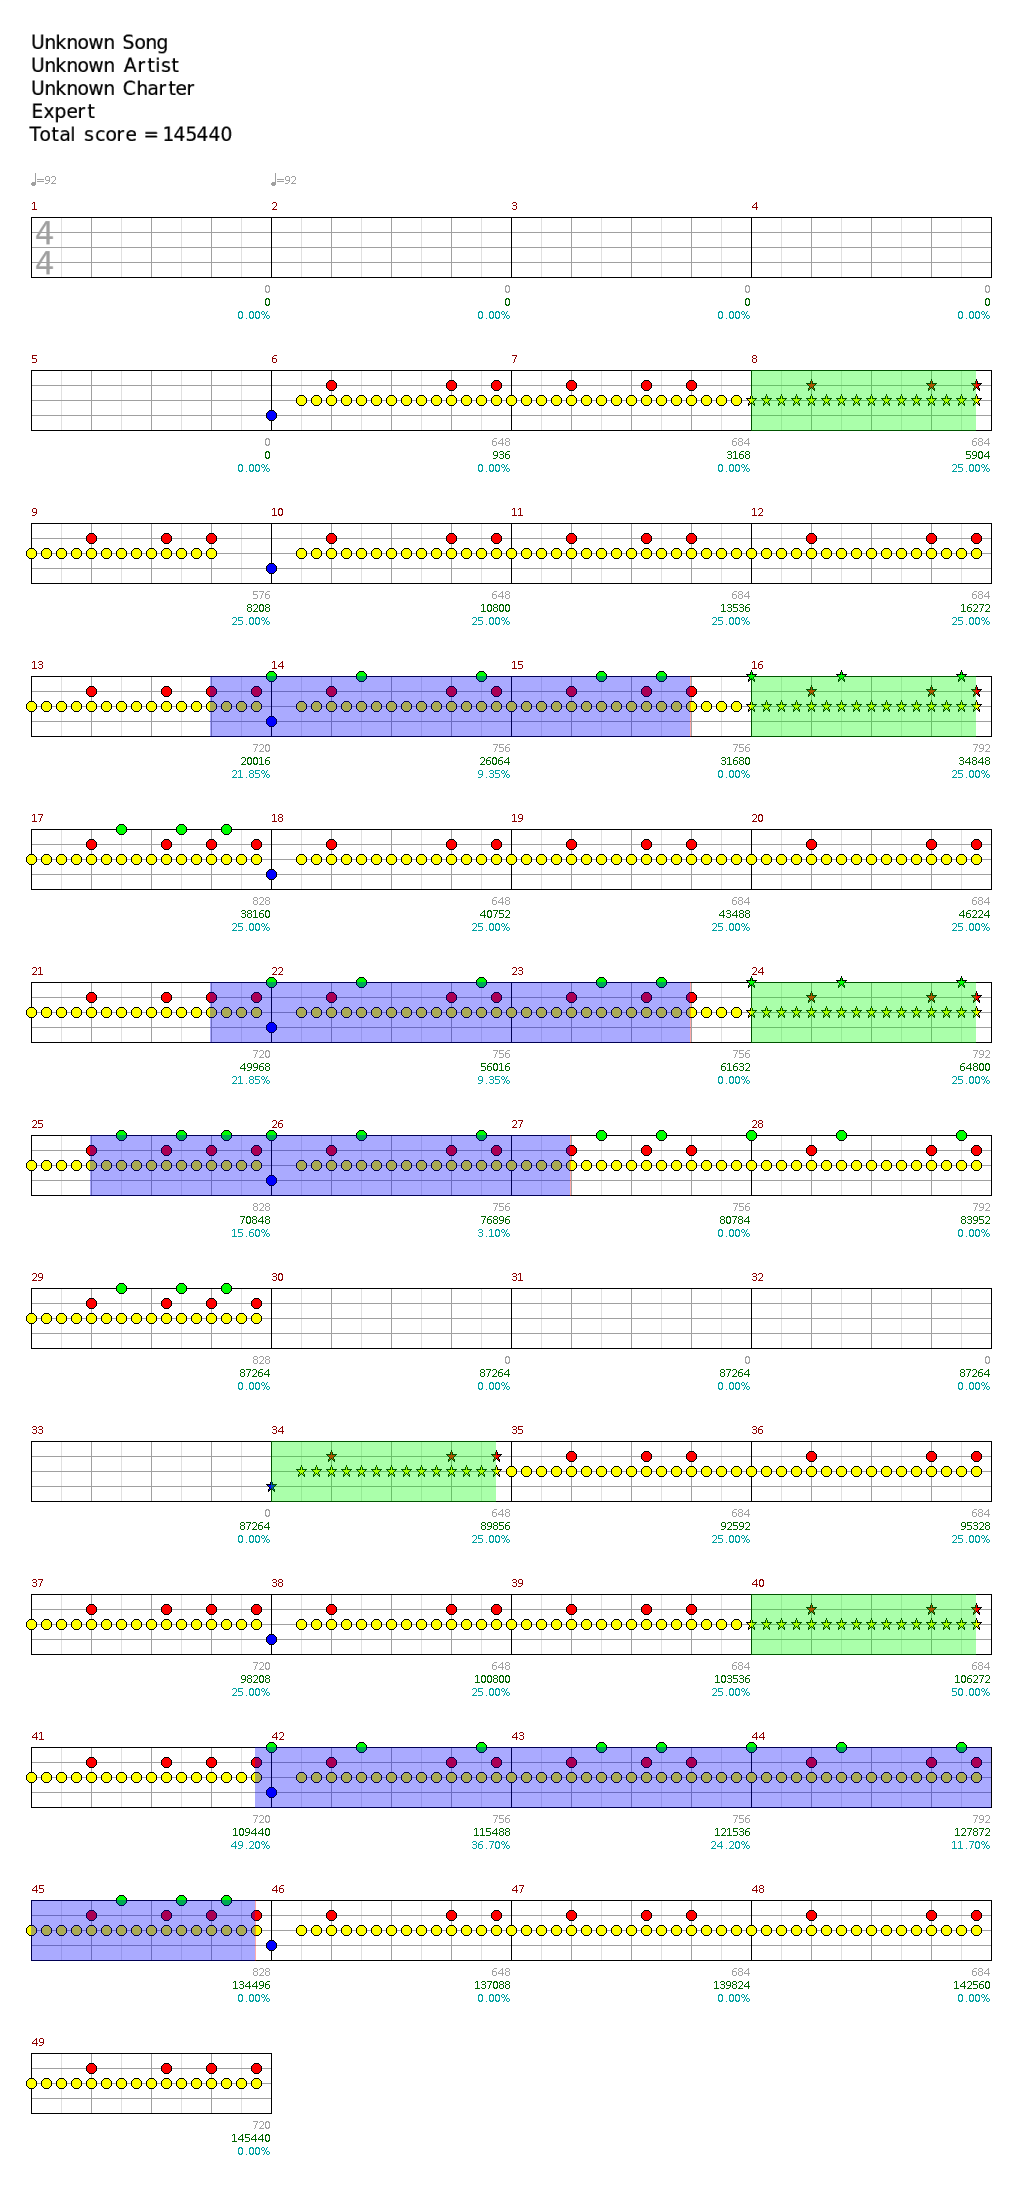 Unknown Song
Unknown Artist
Unknown Charter
Expert
Total score = 145440
♩=92 ♩=92
1 2 3 4
4
4
0 0 0 0
0 0 0 0
0.00% 0.00% 0.00% 0.00%
5 6 7 8
0 648 684 684
0 936 3168 5904
0.00% 0.00% 0.00% 25.00%
9 10 11 12
576 648 684 684
8208 10800 13536 16272
25.00% 25.00% 25.00% 25.00%
13 14 15 16
720 756 756 792
20016 26064 31680 34848
21.85% 9.35% 0.00% 25.00%
17 18 19 20
828 648 684 684
38160 40752 43488 46224
25.00% 25.00% 25.00% 25.00%
21 22 23 24
720 756 756 792
49968 56016 61632 64800
21.85% 9.35% 0.00% 25.00%
25 26 27 28
828 756 756 792
70848 76896 80784 83952
15.60% 3.10% 0.00% 0.00%
29 30 31 32
828 0 0 0
87264 87264 87264 87264
0.00% 0.00% 0.00% 0.00%
33 34 35 36
0 648 684 684
87264 89856 92592 95328
0.00% 25.00% 25.00% 25.00%
37 38 39 40
720 648 684 684
98208 100800 103536 106272
25.00% 25.00% 25.00% 50.00%
41 42 43 44
720 756 756 792
109440 115488 121536 127872
49.20% 36.70% 24.20% 11.70%
45 46 47 48
828 648 684 684
134496 137088 139824 142560
0.00% 0.00% 0.00% 0.00%
49
720
145440
0.00%